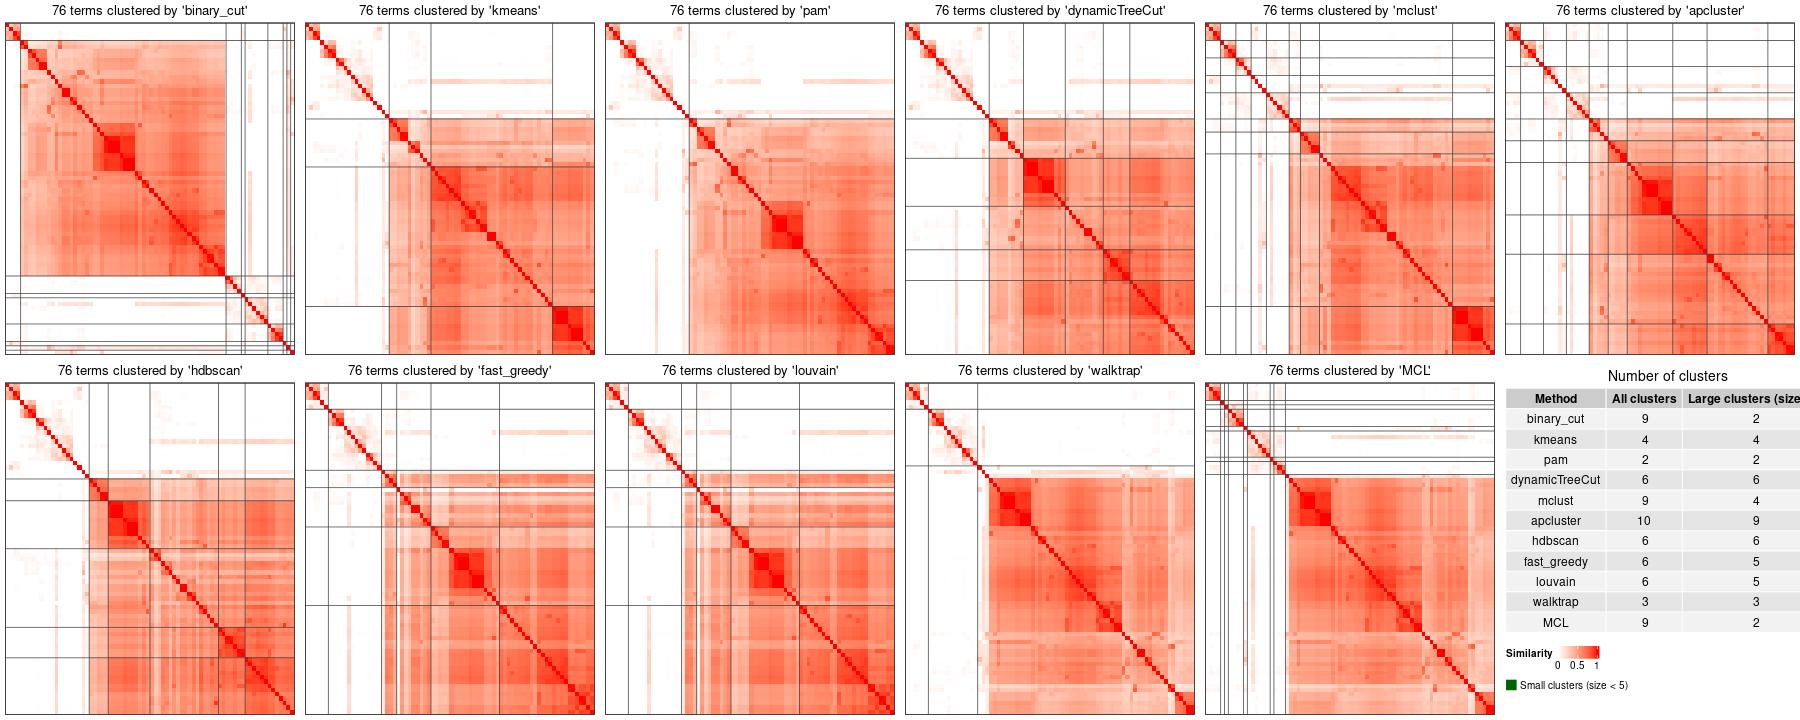 76 terms clustered by 'binary_cut'
76 terms clustered by 'kmeans'
76 terms clustered by 'pam'
76 terms clustered by 'dynamicTreeCut'
76 terms clustered by 'mclust'
76 terms clustered by 'apcluster'
76 terms clustered by 'hdbscan'
76 terms clustered by 'fast_greedy'
76 terms clustered by 'louvain'
76 terms clustered by 'walktrap'
76 terms clustered by 'MCL'
Number of clusters
Method All clusters Large clusters (size
binary_cut 9 2
kmeans 4 4
pam 2 2
dynamicTreeCut 6 6
mclust 9 4
apcluster 10 9
hdbscan 6 6
fast_greedy 6 5
louvain 6 5
walktrap 3 3
MCL 9 2
Similarity
0 0.5 1
Small clusters (size < 5)